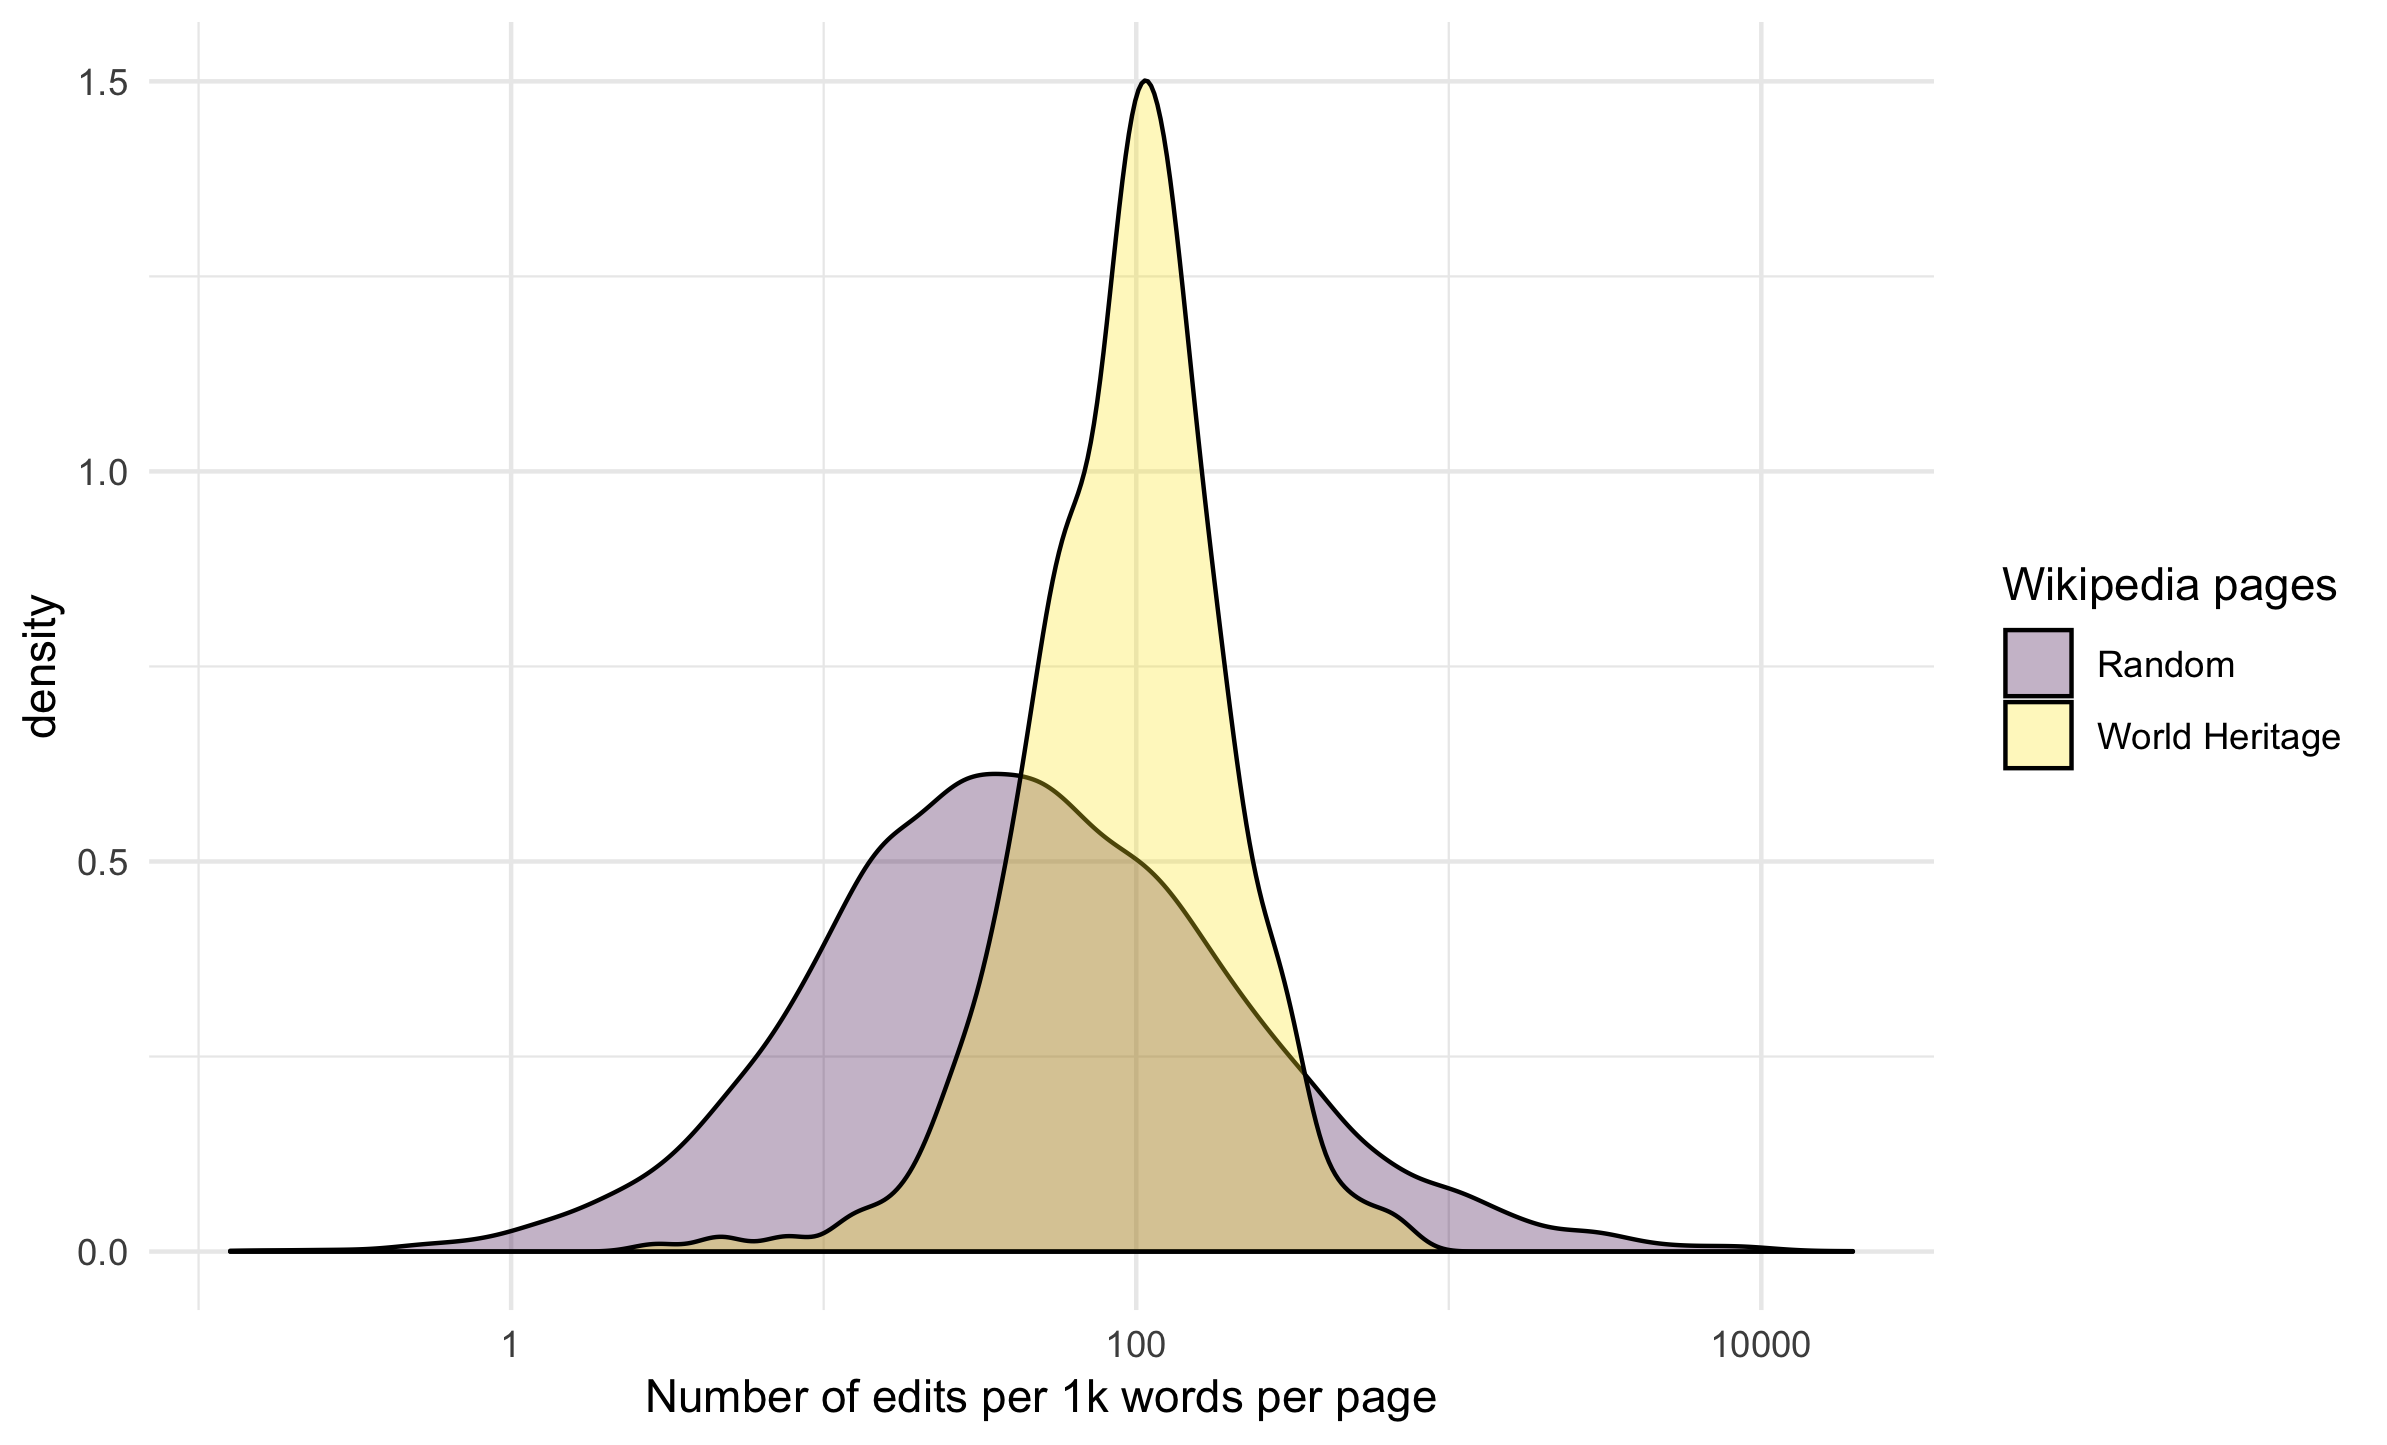 1.5
1.0
0.5
0.0
density
1
100
10000
Number of edits per 1k words per page
Wikipedia pages
Random
World Heritage